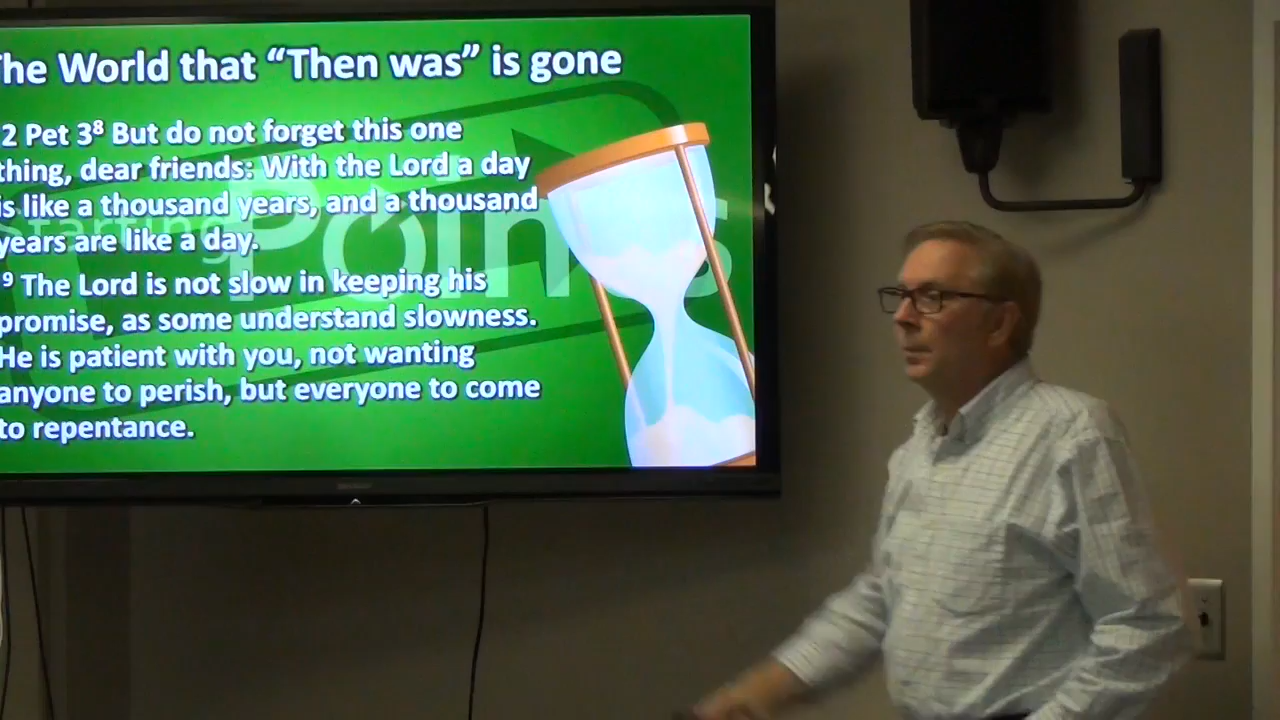 The World that “Then was” is gone
2 Pet 3⁸ But do not forget this one
thing, dear friends: With the Lord a day
is like a thousand years, and a thousand
years are like a day.
⁹ The Lord is not slow in keeping his
promise, as some understand slowness.
He is patient with you, not wanting
anyone to perish, but everyone to come
to repentance.
Starting
Points